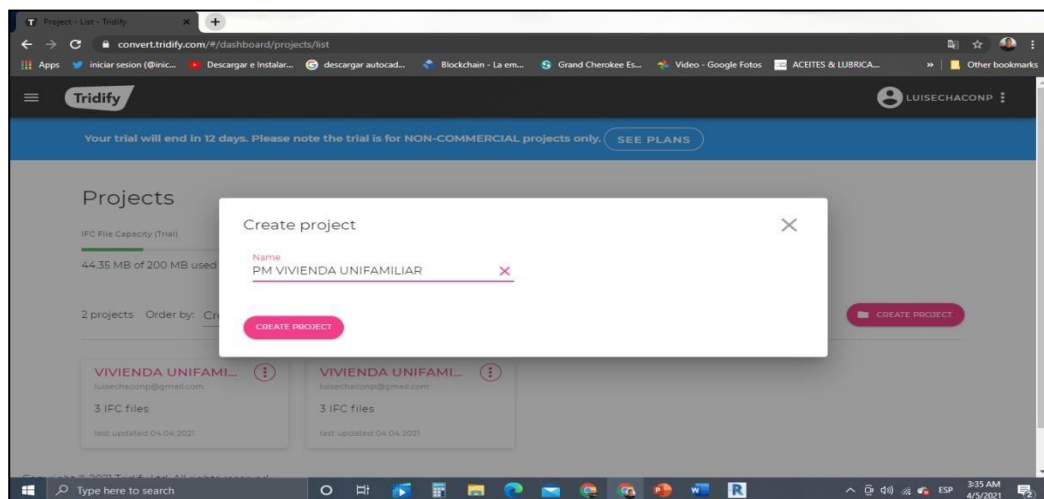 Project - List - Tridify
convert.tridify.com/#/dashboard/projects/list
Apps iniciar sesion (@inic... Descargar e Instalar... descargar autocad... Blockchain - La em... Grand Cherokee Es... Video - Google Fotos ACEITES & LUBRICA... » Other bookmarks
Tridify LUISECHACONP
Your trial will end in 12 days. Please note the trial is for NON-COMMERCIAL projects only. SEE PLANS
Projects
Create project
IFC File Capacity (Trial)
Name
44.35 MB of 200 MB used
PM VIVIENDA UNIFAMILIAR
2 projects Order by:
CREATE PROJECT
CREATE PROJECT
VIVIENDA UNIFAMI... VIVIENDA UNIFAMI...
luisechaconp@gmail.com luisechaconp@gmail.com
3 IFC files 3 IFC files
last updated 04.04.2021 last updated 04.04.2021
Type here to search
ESP
3:35 AM
4/5/2021
2